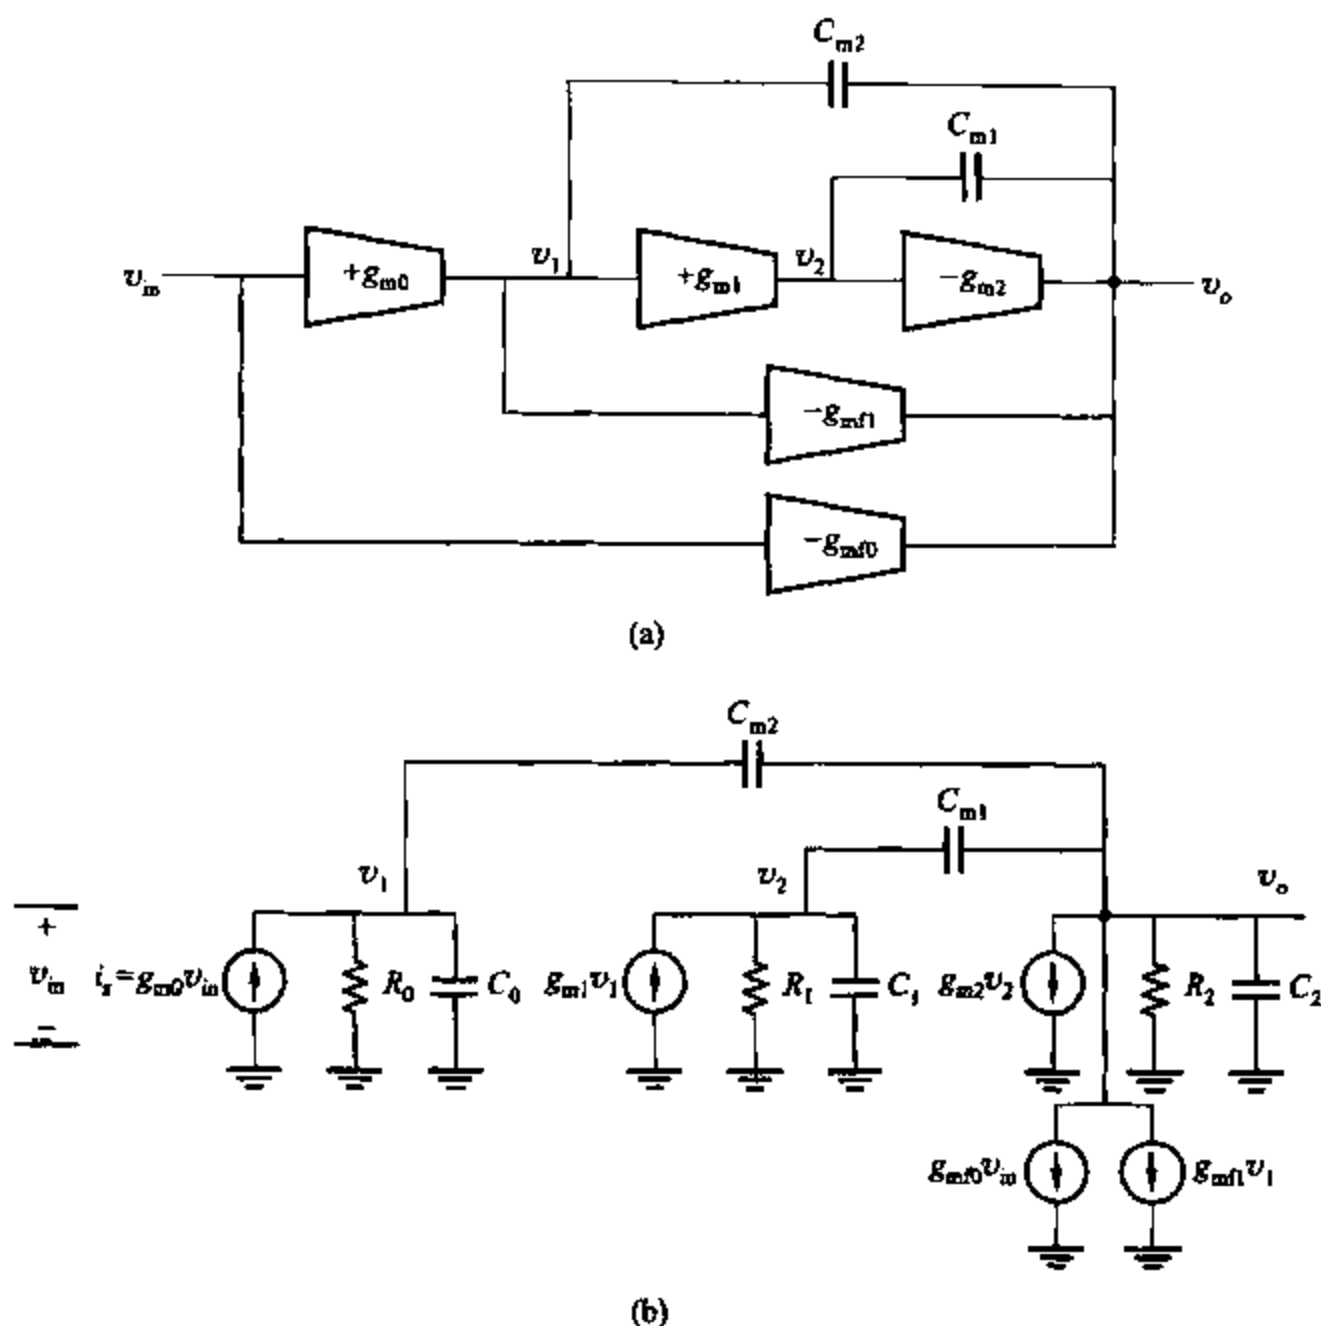 C_m2
C_m1
v_in
+g_m0
v_1
+g_m1
v_2
-g_m2
v_o
-g_mf1
-g_mf0
(a)
C_m2
C_m1
v_1
v_2
v_o
+
v_in
-
i_s = g_m0 v_in
R_0
C_0
g_m1 v_1
R_1
C_1
g_m2 v_2
R_2
C_2
g_mf0 v_in
g_mf1 v_1
(b)